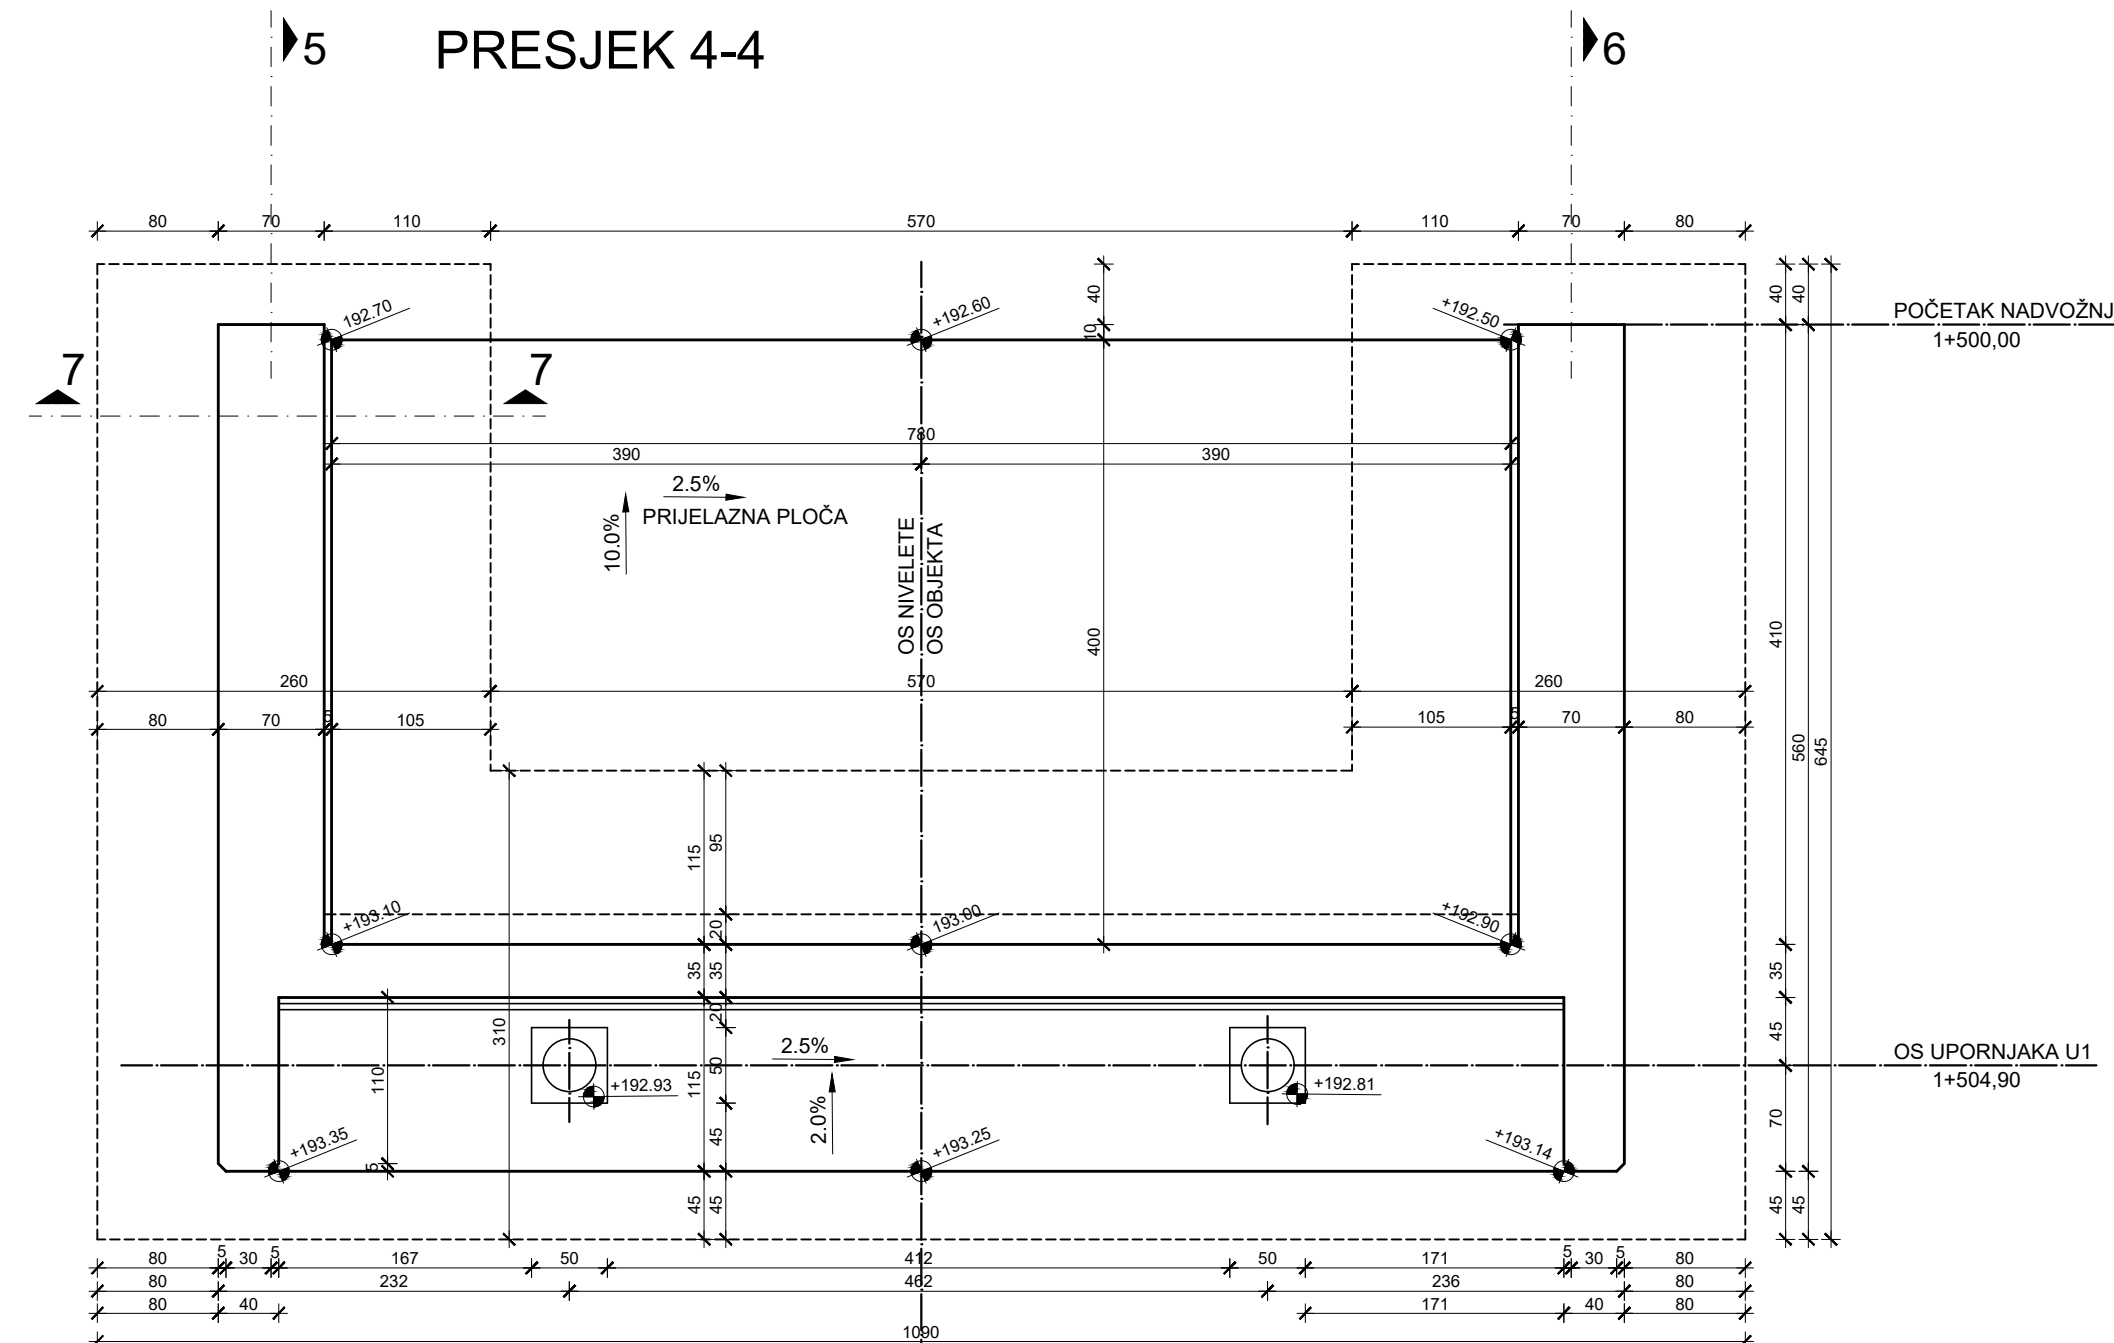 5
PRESJEK 4-4
6
80 70 110 570 110 70 80
40 40 40
192.70 +192.60 +192.50
10
POČETAK NADVOŽNJ
1+500,00
7 7
780
390 390
2.5%
PRIJELAZNA PLOČA
10.0%
OS NIVELETE
OS OBJEKTA
400
410
260 570 260
80 70 5 105 105 5 70 80
560
645
115 95
+193.10 193.00 +192.90
20
35 35 35
310
20
45
2.5%
OS UPORNJAKA U1
1+504,90
110
115 50
+192.93 +192.81
2.0%
70
45
+193.35 +193.25 +193.14
5
45 45 45 45
80 5 30 5 167 50 412 50 171 5 30 5 80
80 232 462 236 80
80 40 171 40 80
1090